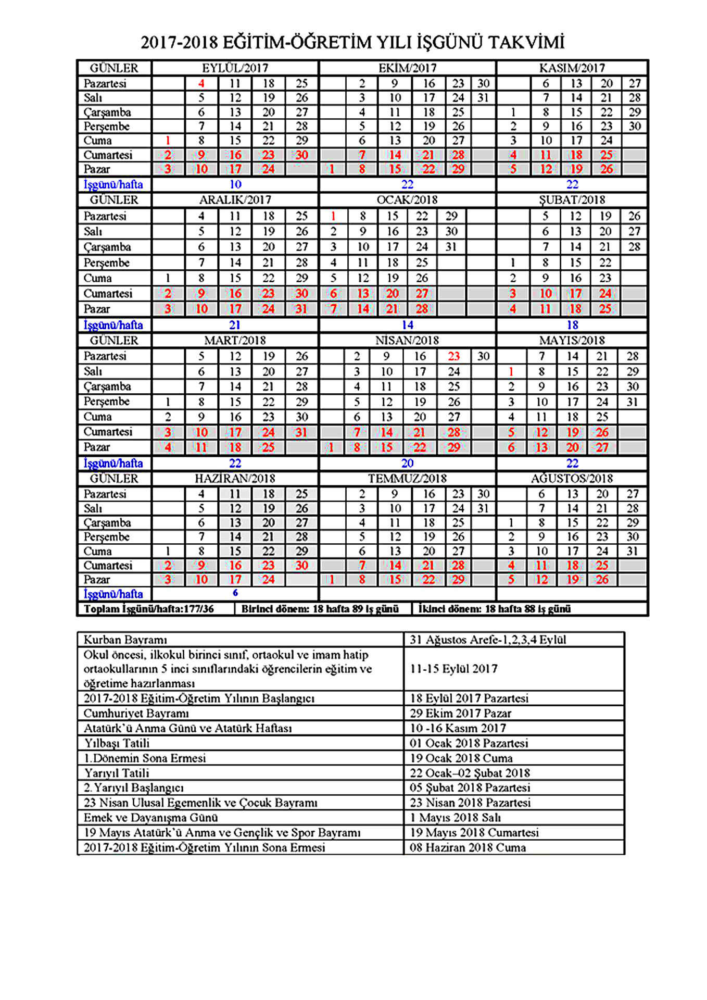 2017-2018 EĞİTİM-ÖĞRETİM YILI İŞGÜNÜ TAKVİMİ
GÜNLER EYLÜL/2017 EKİM/2017 KASIM/2017
Pazartesi 4 11 18 25 2 9 16 23 30 6 13 20 27
Salı 5 12 19 26 3 10 17 24 31 7 14 21 28
Çarşamba 6 13 20 27 4 11 18 25 1 8 15 22 29
Perşembe 7 14 21 28 5 12 19 26 2 9 16 23 30
Cuma 1 8 15 22 29 6 13 20 27 3 10 17 24
Cumartesi 2 9 16 23 30 7 14 21 28 4 11 18 25
Pazar 3 10 17 24 1 8 15 22 29 5 12 19 26
İşgünü/hafta 10 22 22
GÜNLER ARALIK/2017 OCAK/2018 ŞUBAT/2018
Pazartesi 4 11 18 25 1 8 15 22 29 5 12 19 26
Salı 5 12 19 26 2 9 16 23 30 6 13 20 27
Çarşamba 6 13 20 27 3 10 17 24 31 7 14 21 28
Perşembe 7 14 21 28 4 11 18 25 1 8 15 22
Cuma 1 8 15 22 29 5 12 19 26 2 9 16 23
Cumartesi 2 9 16 23 30 6 13 20 27 3 10 17 24
Pazar 3 10 17 24 31 7 14 21 28 4 11 18 25
İşgünü/hafta 21 14 18
GÜNLER MART/2018 NİSAN/2018 MAYIS/2018
Pazartesi 5 12 19 26 2 9 16 23 30 7 14 21 28
Salı 6 13 20 27 3 10 17 24 1 8 15 22 29
Çarşamba 7 14 21 28 4 11 18 25 2 9 16 23 30
Perşembe 1 8 15 22 29 5 12 19 26 3 10 17 24 31
Cuma 2 9 16 23 30 6 13 20 27 4 11 18 25
Cumartesi 3 10 17 24 31 7 14 21 28 5 12 19 26
Pazar 4 11 18 25 1 8 15 22 29 6 13 20 27
İşgünü/hafta 22 20 22
GÜNLER HAZİRAN/2018 TEMMUZ/2018 AĞUSTOS/2018
Pazartesi 4 11 18 25 2 9 16 23 30 6 13 20 27
Salı 5 12 19 26 3 10 17 24 31 7 14 21 28
Çarşamba 6 13 20 27 4 11 18 25 1 8 15 22 29
Perşembe 7 14 21 28 5 12 19 26 2 9 16 23 30
Cuma 1 8 15 22 29 6 13 20 27 3 10 17 24 31
Cumartesi 2 9 16 23 30 7 14 21 28 4 11 18 25
Pazar 3 10 17 24 1 8 15 22 29 5 12 19 26
İşgünü/hafta 6
Toplam İşgünü/hafta:177/36 Birinci dönem: 18 hafta 89 iş günü İkinci dönem: 18 hafta 88 iş günü
Kurban Bayramı 31 Ağustos Arefe-1,2,3,4 Eylül
Okul öncesi, ilkokul birinci sınıf, ortaokul ve imam hatip
ortaokullarının 5 inci sınıflarındaki öğrencilerin eğitim ve 11-15 Eylül 2017
öğretime hazırlanması
2017-2018 Eğitim-Öğretim Yılının Başlangıcı 18 Eylül 2017 Pazartesi
Cumhuriyet Bayramı 29 Ekim 2017 Pazar
Atatürk'ü Anma Günü ve Atatürk Haftası 10 -16 Kasım 2017
Yılbaşı Tatili 01 Ocak 2018 Pazartesi
1.Dönemin Sona Ermesi 19 Ocak 2018 Cuma
Yarıyıl Tatili 22 Ocak–02 Şubat 2018
2.Yarıyıl Başlangıcı 05 Şubat 2018 Pazartesi
23 Nisan Ulusal Egemenlik ve Çocuk Bayramı 23 Nisan 2018 Pazartesi
Emek ve Dayanışma Günü 1 Mayıs 2018 Salı
19 Mayıs Atatürk'ü Anma ve Gençlik ve Spor Bayramı 19 Mayıs 2018 Cumartesi
2017-2018 Eğitim-Öğretim Yılının Sona Ermesi 08 Haziran 2018 Cuma